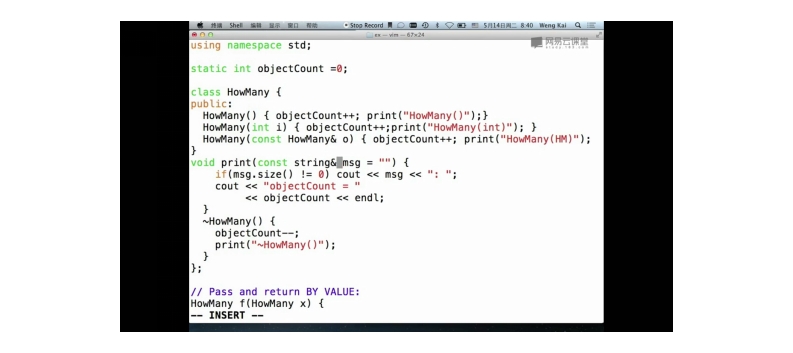 Shell 编辑 显示 窗口 帮助 Stop Record 5月14日周二 8:40 Weng Kai
ex — vim — 67×24
网易云课堂
using namespace std;
static int objectCount =0;
class HowMany {
public:
HowMany() { objectCount++; print("HowMany()");}
HowMany(int i) { objectCount++;print("HowMany(int)"); }
HowMany(const HowMany& o) { objectCount++; print("HowMany(HM)");
}
void print(const string& msg = "") {
if(msg.size() != 0) cout << msg << ": ";
cout << "objectCount = "
<< objectCount << endl;
}
~HowMany() {
objectCount--;
print("~HowMany()");
}
};
// Pass and return BY VALUE:
HowMany f(HowMany x) {
-- INSERT --